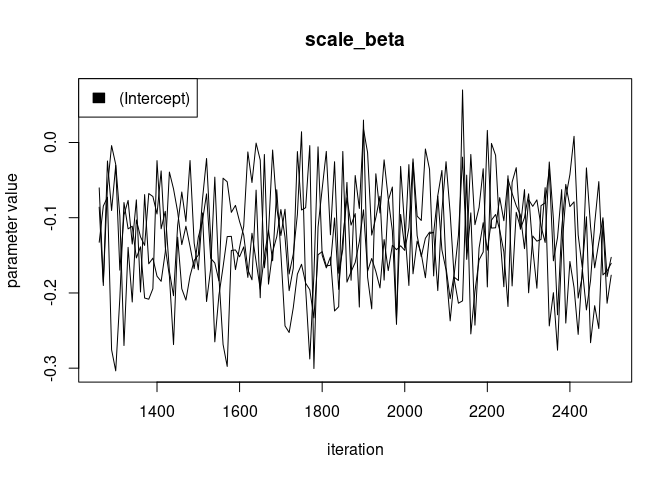 scale_beta
(Intercept)
parameter value
0.0
-0.1
-0.2
-0.3
1400 1600 1800 2000 2200 2400
iteration